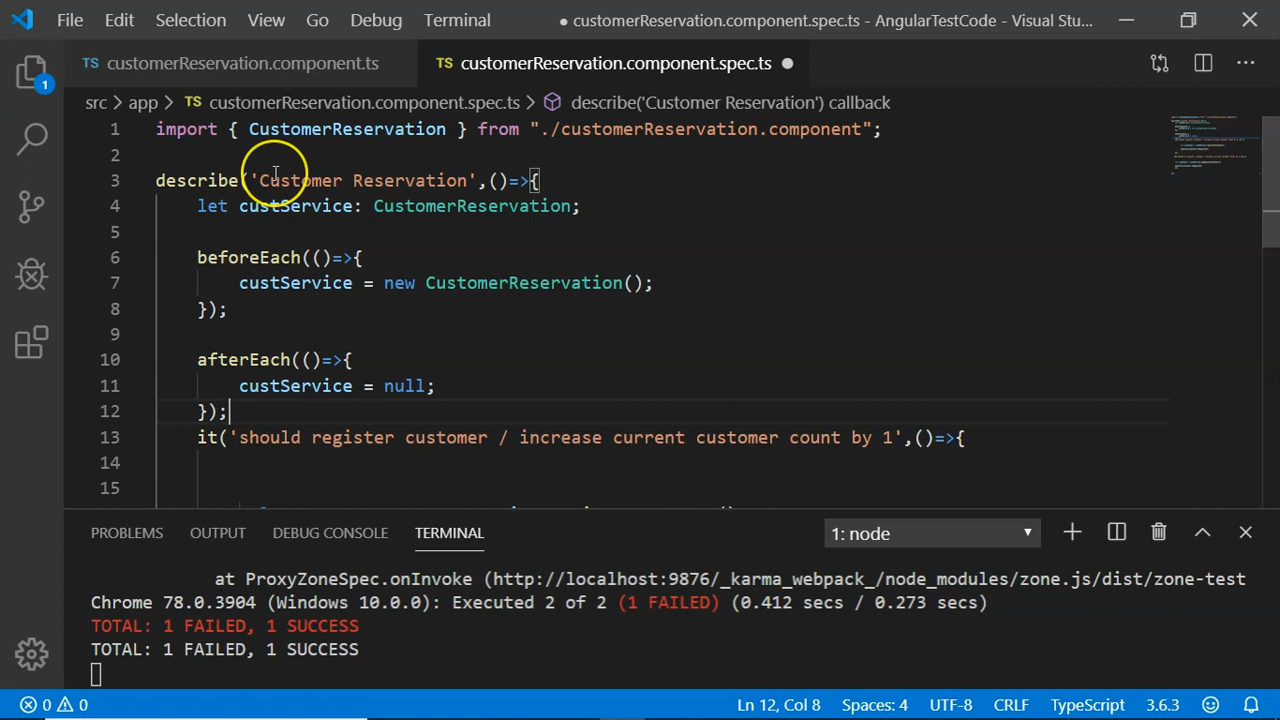 File Edit Selection View Go Debug Terminal ● customerReservation.component.spec.ts - AngularTestCode - Visual Stu...
TS customerReservation.component.ts TS customerReservation.component.spec.ts
src > app > TS customerReservation.component.spec.ts > describe('Customer Reservation') callback
1 import { CustomerReservation } from "./customerReservation.component";
2
3 describe('Customer Reservation',()=>{
4 let custService: CustomerReservation;
5
6 beforeEach(()=>{
7 custService = new CustomerReservation();
8 });
9
10 afterEach(()=>{
11 custService = null;
12 });
13 it('should register customer / increase current customer count by 1',()=>{
14
15
PROBLEMS OUTPUT DEBUG CONSOLE TERMINAL 1: node
at ProxyZoneSpec.onInvoke (http://localhost:9876/_karma_webpack_/node_modules/zone.js/dist/zone-test
Chrome 78.0.3904 (Windows 10.0.0): Executed 2 of 2 (1 FAILED) (0.412 secs / 0.273 secs)
TOTAL: 1 FAILED, 1 SUCCESS
TOTAL: 1 FAILED, 1 SUCCESS
0 0 Ln 12, Col 8 Spaces: 4 UTF-8 CRLF TypeScript 3.6.3
1